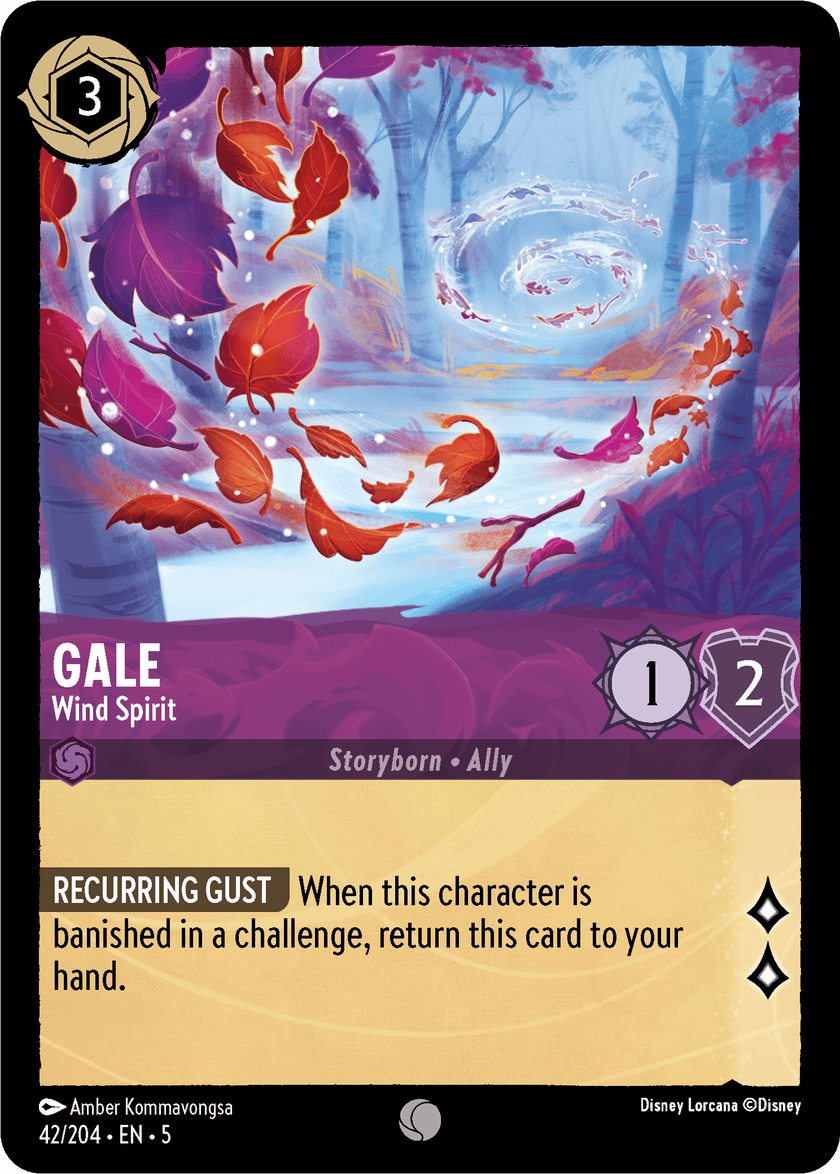 3
GALE
Wind Spirit
1
2
Storyborn • Ally
RECURRING GUST When this character is
banished in a challenge, return this card to your
hand.
Amber Kommavongsa
Disney Lorcana ©Disney
42/204 • EN • 5